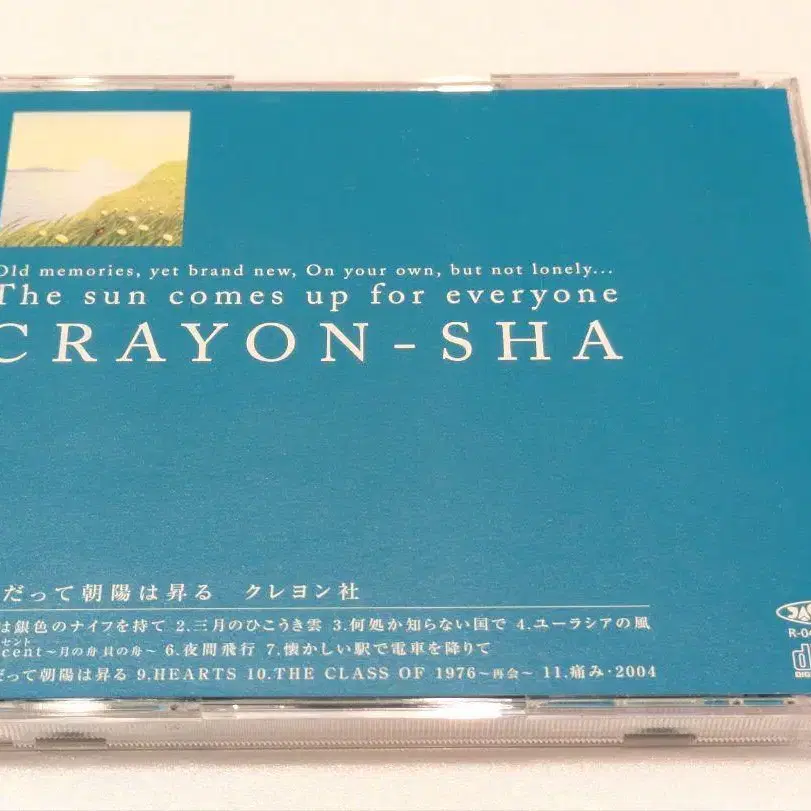 Old memories, yet brand new, On your own, but not lonely...
The sun comes up for everyone
CRAYON-SHA
だって朝陽は昇る クレヨン社
は銀色のナイフを持て 2.三月のひこうき雲 3.何処か知らない国で 4.ユーラシアの風
セント
cent～月の舟 貝の舟～ 6.夜間飛行 7.懐かしい駅で電車を降りて
だって朝陽は昇る 9.HEARTS 10.THE CLASS OF 1976～再会～ 11.痛み・2004